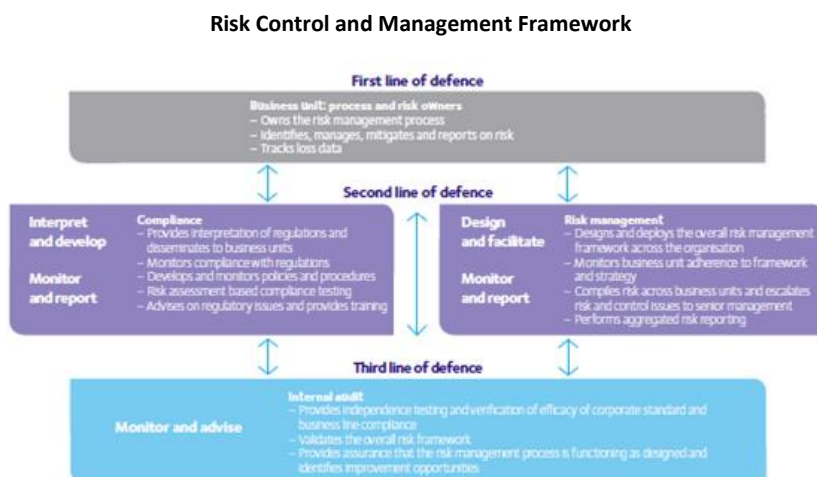 Risk Control and Management Framework
First line of defence
Business unit: process and risk owners
– Owns the risk management process
– Identifies, manages, mitigates and reports on risk
– Tracks loss data
Second line of defence
Interpret
and develop
Monitor
and report
Compliance
– Provides interpretation of regulations and
disseminates to business units
– Monitors compliance with regulations
– Develops and monitors policies and procedures
– Risk assessment based compliance testing
– Advises on regulatory issues and provides training
Design
and facilitate
Monitor
and report
Risk management
– Designs and deploys the overall risk management
framework across the organisation
– Monitors business unit adherence to framework
and strategy
– Compiles risk across business units and escalates
risk and control issues to senior management
– Performs aggregated risk reporting
Third line of defence
Monitor and advise
Internal audit
– Provides independence testing and verification of efficacy of corporate standard and
business line compliance
– Validates the overall risk framework
– Provides assurance that the risk management process is functioning as designed and
identifies improvement opportunities